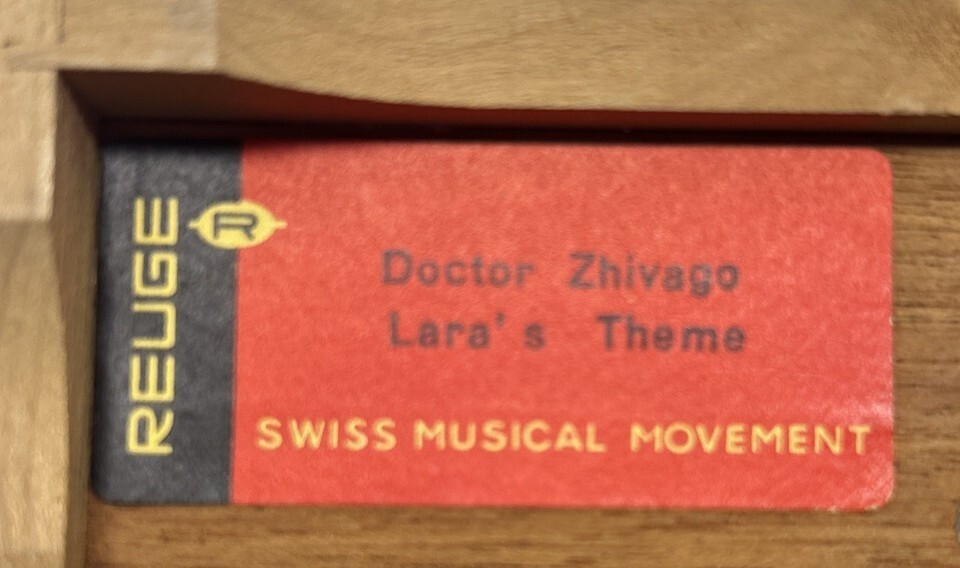 REUGE
R
Doctor Zhivago
Lara's Theme
SWISS MUSICAL MOVEMENT